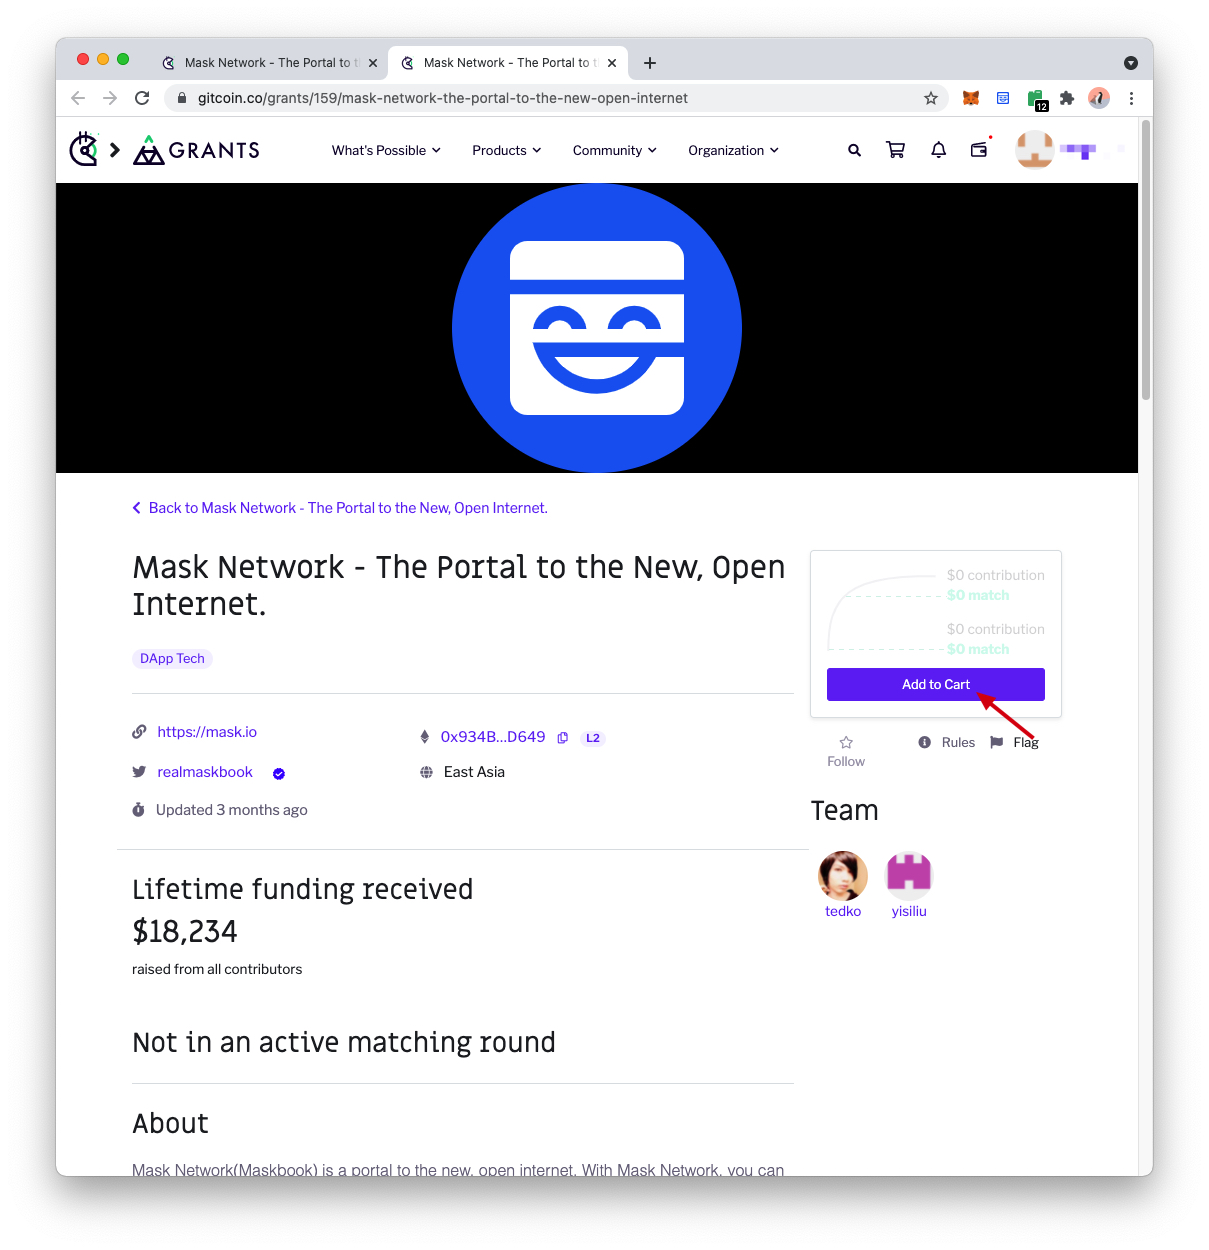 Mask Network - The Portal to t
Mask Network - The Portal to t
gitcoin.co/grants/159/mask-network-the-portal-to-the-new-open-internet
12
GRANTS
What's Possible
Products
Community
Organization
Back to Mask Network - The Portal to the New, Open Internet.
Mask Network - The Portal to the New, Open
Internet.
DApp Tech
https://mask.io
0x934B...D649
L2
realmaskbook
East Asia
Updated 3 months ago
$0 contribution
$0 match
$0 contribution
$0 match
Add to Cart
Follow
Rules
Flag
Team
tedko
yisiliu
Lifetime funding received
$18,234
raised from all contributors
Not in an active matching round
About
Mask Network(Maskbook) is a portal to the new, open internet. With Mask Network, you can